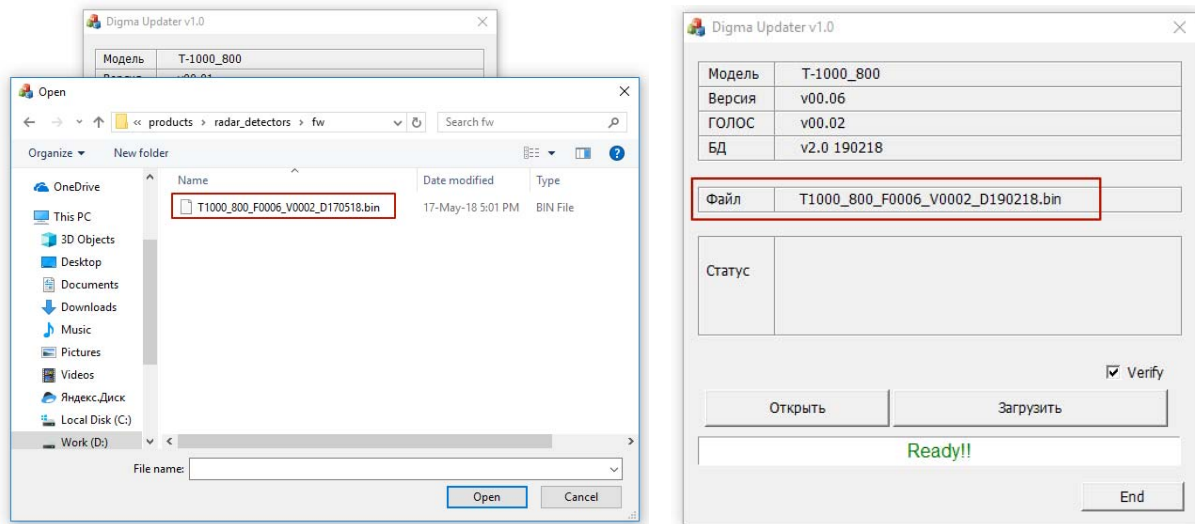 Digma Updater v1.0
Модель T-1000_800
Open
« products › radar_detectors › fw
Search fw
Organize New folder
Name Date modified Type
T1000_800_F0006_V0002_D170518.bin 17-May-18 5:01 PM BIN File
OneDrive
This PC
3D Objects
Desktop
Documents
Downloads
Music
Pictures
Videos
Яндекс.Диск
Local Disk (C:)
Work (D:)
File name:
Open Cancel
Digma Updater v1.0
Модель T-1000_800
Версия v00.06
ГОЛОС v00.02
БД v2.0 190218
Файл T1000_800_F0006_V0002_D190218.bin
Статус
Verify
Открыть Загрузить
Ready!!
End